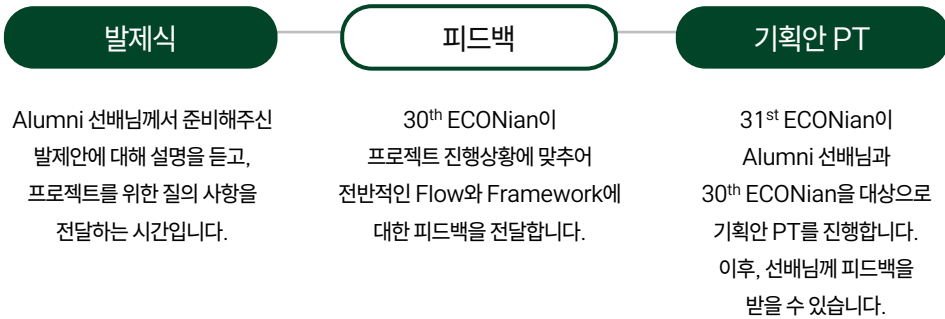 발제식
Alumni 선배님께서 준비해주신
발제안에 대해 설명을 듣고,
프로젝트를 위한 질의 사항을
전달하는 시간입니다.
피드백
30th ECONian이
프로젝트 진행상황에 맞추어
전반적인 Flow와 Framework에
대한 피드백을 전달합니다.
기획안 PT
31st ECONian이
Alumni 선배님과
30th ECONian을 대상으로
기획안 PT를 진행합니다.
이후, 선배님께 피드백을
받을 수 있습니다.